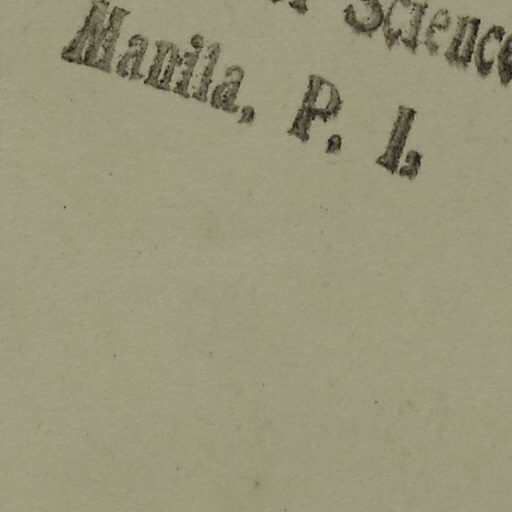 Science
Manila, P. I.